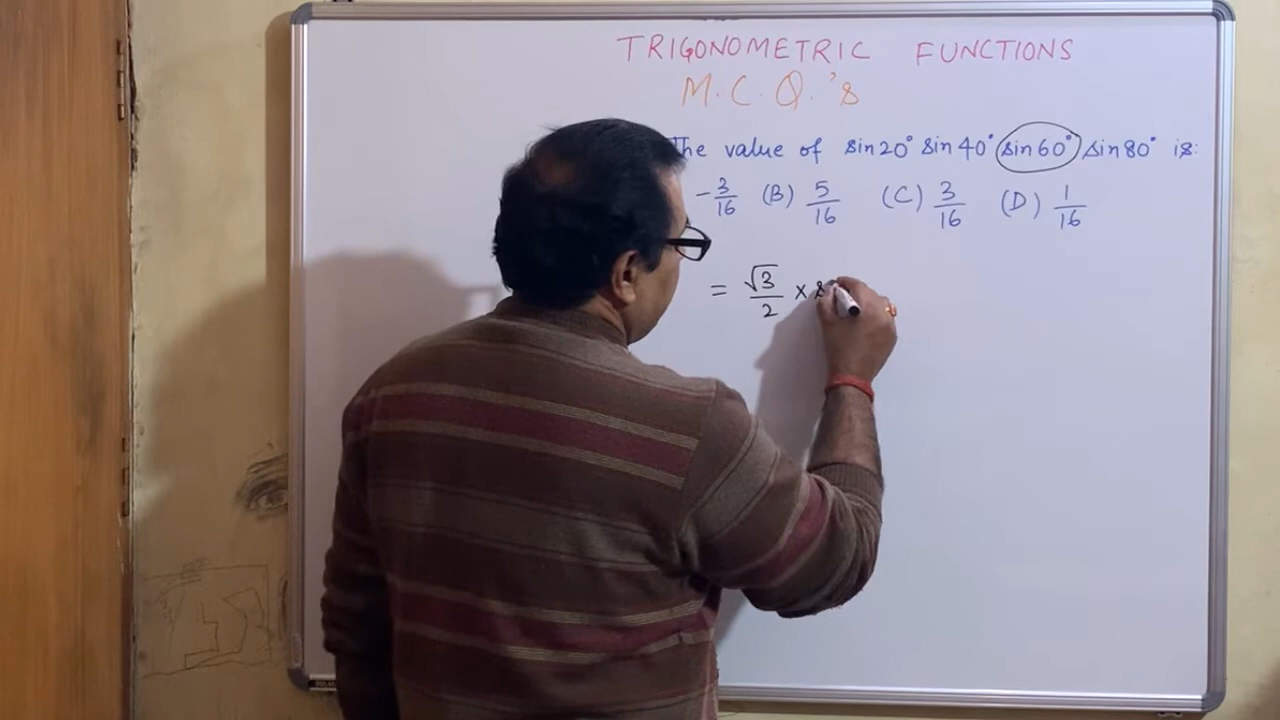 TRIGONOMETRIC FUNCTIONS
M.C.Q.'s
The value of sin20° sin40° sin60° sin80° is:
-3/16 (B) 5/16 (C) 3/16 (D) 1/16
= √3/2 × s